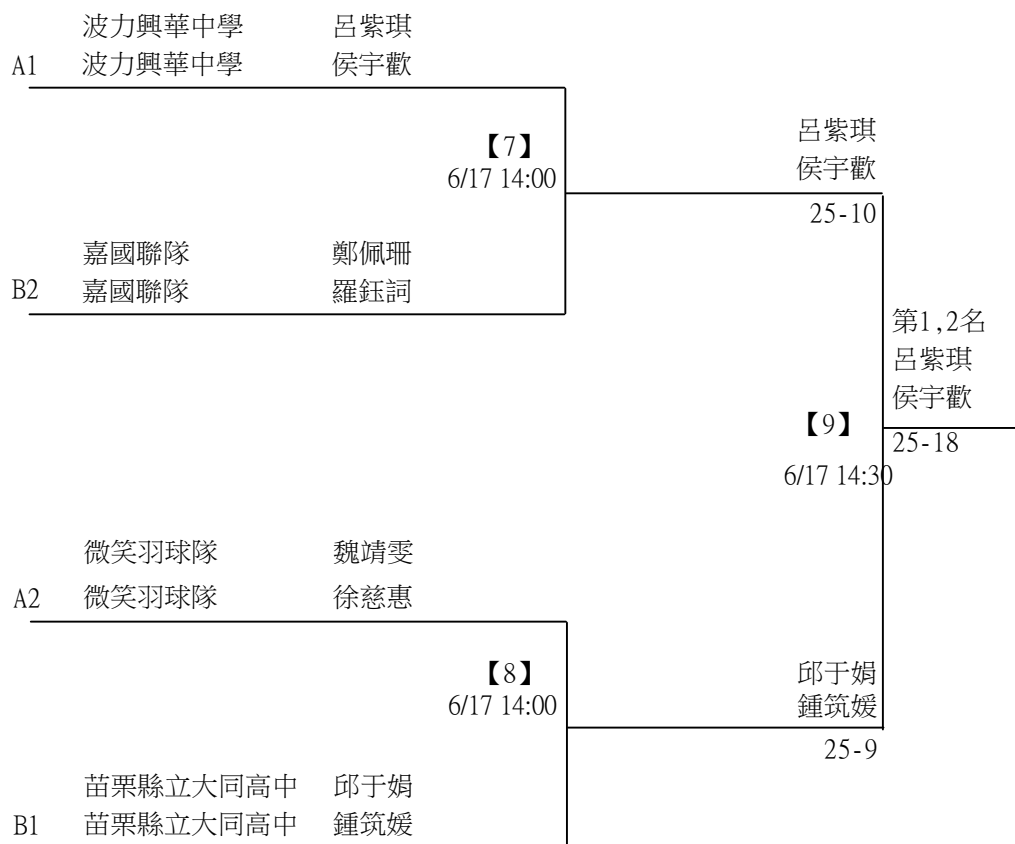 波力興華中學 呂紫琪
A1 波力興華中學 侯宇歡
【7】
6/17 14:00
呂紫琪
侯宇歡
25-10
嘉國聯隊 鄭佩珊
B2 嘉國聯隊 羅鈺詞
第1,2名
呂紫琪
侯宇歡
【9】
25-18
6/17 14:30
微笑羽球隊 魏靖雯
A2 微笑羽球隊 徐慈惠
【8】
6/17 14:00
邱于娟
鍾筑媛
25-9
苗栗縣立大同高中 邱于娟
B1 苗栗縣立大同高中 鍾筑媛